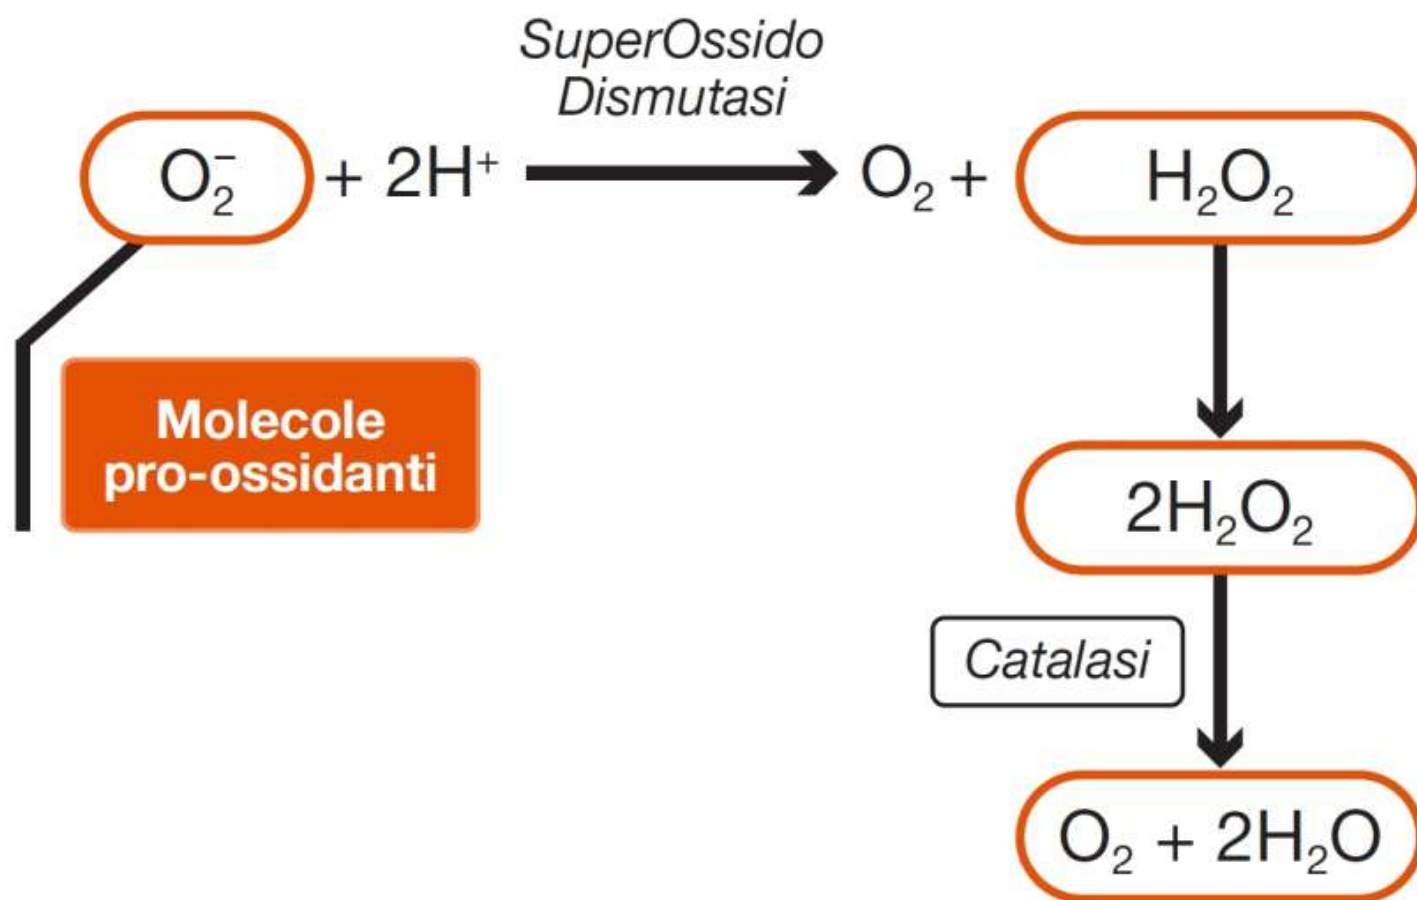 SuperOssido
Dismutasi
O₂⁻ + 2H⁺ O₂ + H₂O₂
Molecole
pro-ossidanti
2H₂O₂
Catalasi
O₂ + 2H₂O